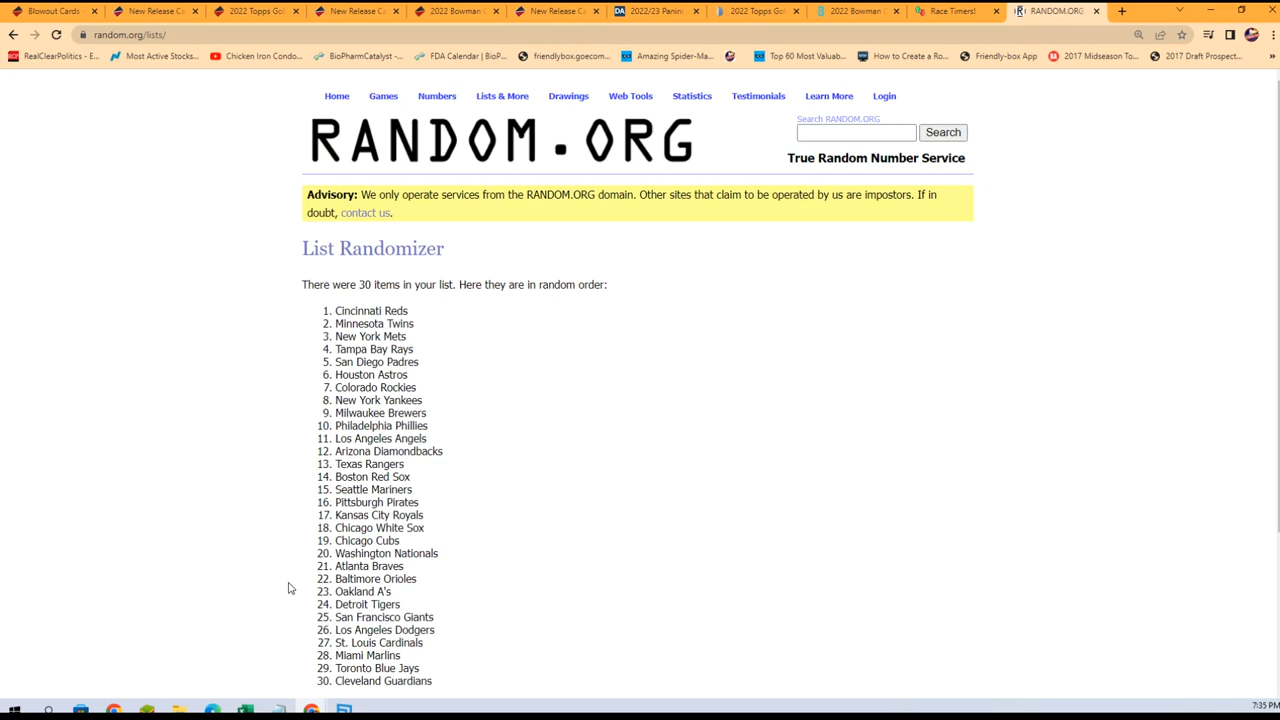 Blowout Cards
New Release Ca
2022 Topps Gol
New Release Ca
2022 Bowman
New Release Ca
2022/23 Panini
2022 Topps Gol
2022 Bowman
Race Timers!
RANDOM.ORG
random.org/lists/
RealClearPolitics - E...
Most Active Stocks...
Chicken Iron Condo...
BioPharmCatalyst -...
FDA Calendar | BioP...
friendlybox.goecom...
Amazing Spider-Ma...
Top 60 Most Valuab...
How to Create a Ro...
Friendly-box App
2017 Midseason To...
2017 Draft Prospect...
»
Home Games Numbers Lists & More Drawings Web Tools Statistics Testimonials Learn More Login
Search RANDOM.ORG
RANDOM.ORG
Search
True Random Number Service
Advisory: We only operate services from the RANDOM.ORG domain. Other sites that claim to be operated by us are impostors. If in
doubt, contact us.
List Randomizer
There were 30 items in your list. Here they are in random order:
1. Cincinnati Reds
2. Minnesota Twins
3. New York Mets
4. Tampa Bay Rays
5. San Diego Padres
6. Houston Astros
7. Colorado Rockies
8. New York Yankees
9. Milwaukee Brewers
10. Philadelphia Phillies
11. Los Angeles Angels
12. Arizona Diamondbacks
13. Texas Rangers
14. Boston Red Sox
15. Seattle Mariners
16. Pittsburgh Pirates
17. Kansas City Royals
18. Chicago White Sox
19. Chicago Cubs
20. Washington Nationals
21. Atlanta Braves
22. Baltimore Orioles
23. Oakland A's
24. Detroit Tigers
25. San Francisco Giants
26. Los Angeles Dodgers
27. St. Louis Cardinals
28. Miami Marlins
29. Toronto Blue Jays
30. Cleveland Guardians
7:35 PM